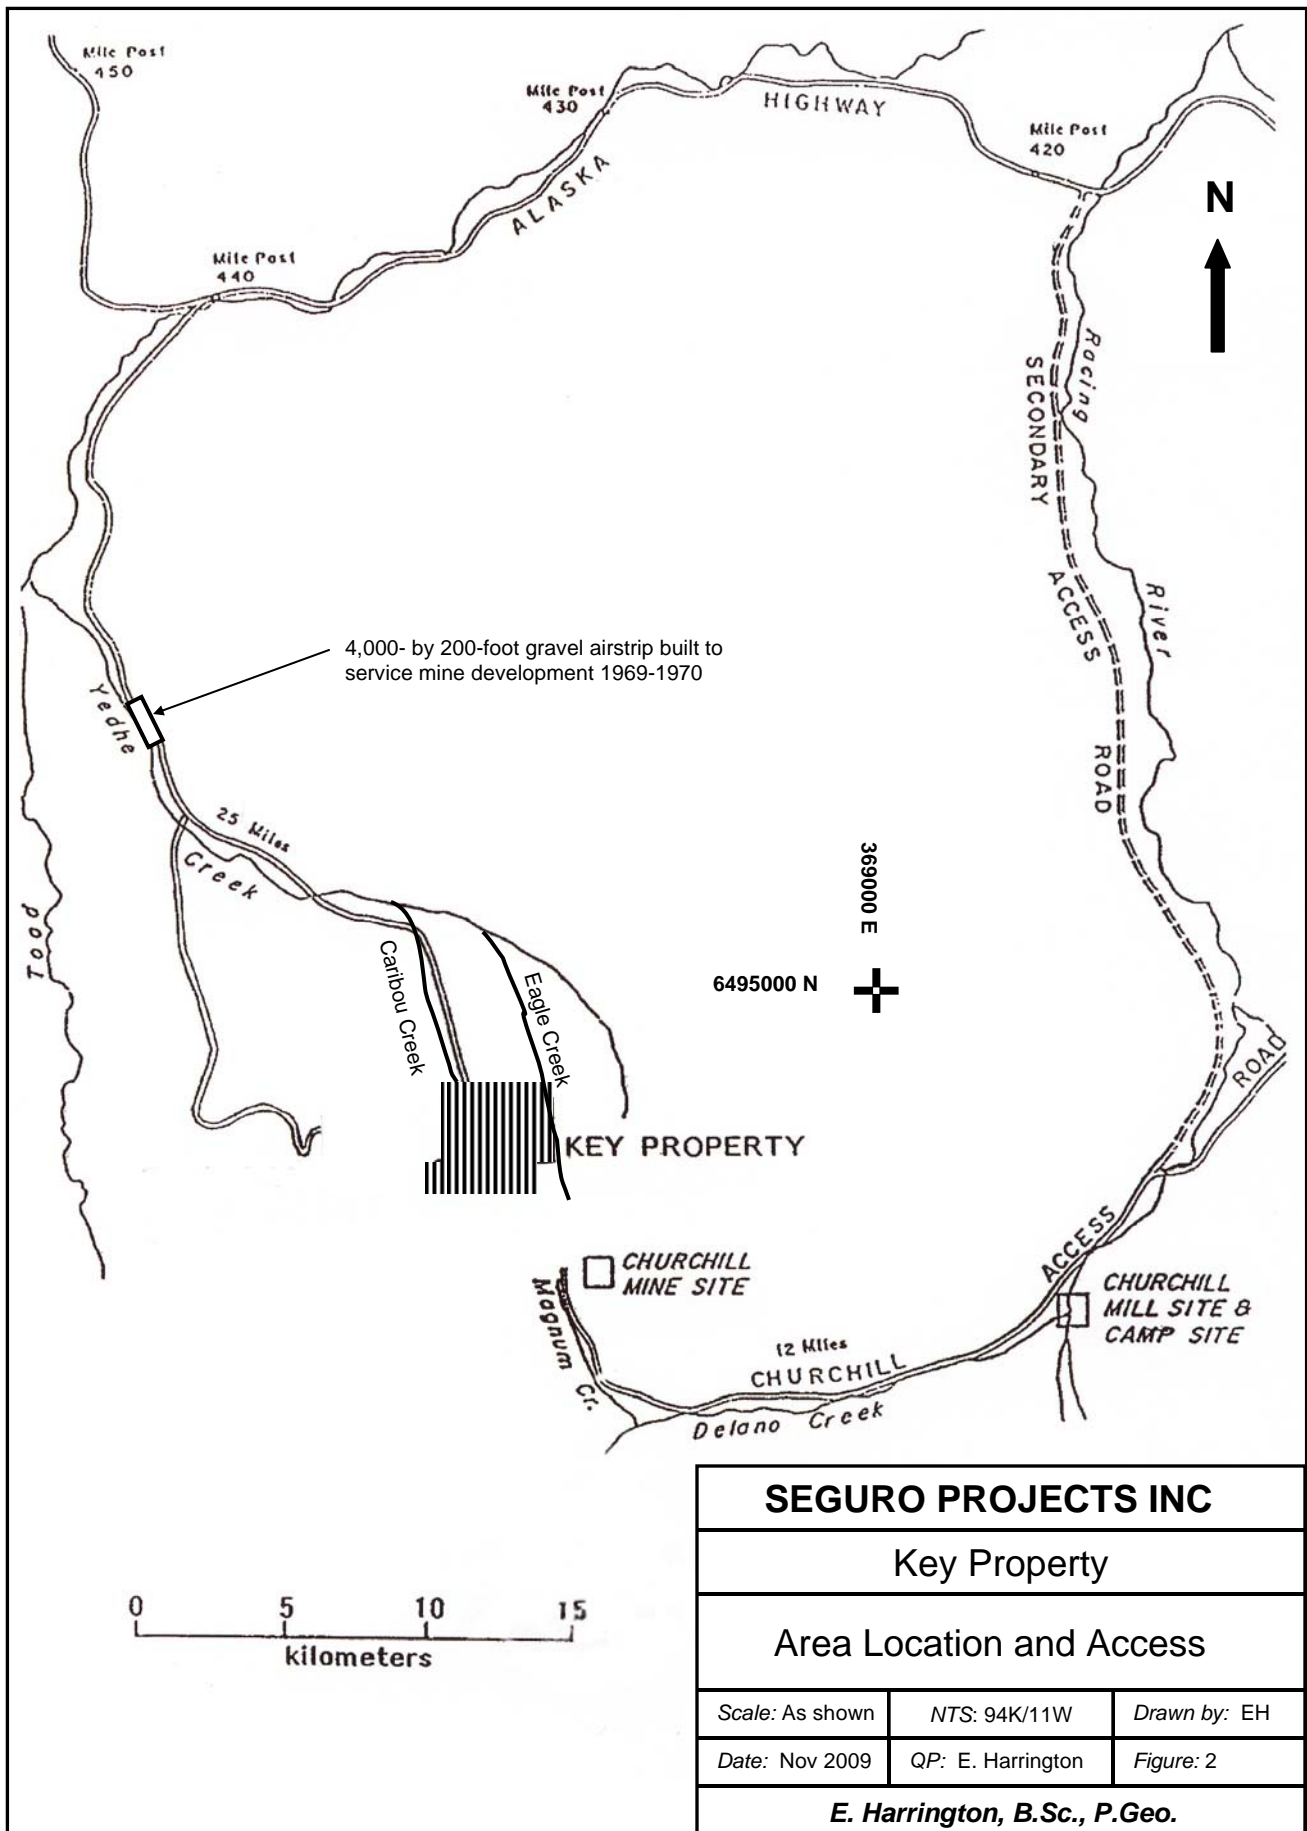 Mile Post
450
Mile Post
430
HIGHWAY
Mile Post
420
ALASKA
N
Mile Post
440
Racing
River
SECONDARY
ACCESS
ROAD
4,000- by 200-foot gravel airstrip built to
service mine development 1969-1970
Yedhe
Creek
25 Miles
Toad
369000 E
6495000 N
Caribou Creek
Eagle Creek
KEY PROPERTY
ROAD
ACCESS
CHURCHILL
MINE SITE
CHURCHILL
MILL SITE &
CAMP SITE
Magnum Cr.
12 Miles
CHURCHILL
Delano Creek
0 5 10 15
kilometers
SEGURO PROJECTS INC
Key Property
Area Location and Access
Scale: As shown NTS: 94K/11W Drawn by: EH
Date: Nov 2009 QP: E. Harrington Figure: 2
E. Harrington, B.Sc., P.Geo.